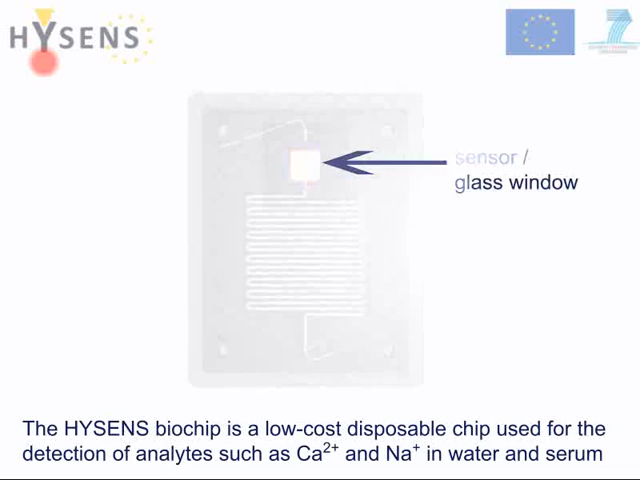 HYSENS
7
sensor /
glass window
The HYSENS biochip is a low-cost disposable chip used for the
detection of analytes such as Ca²⁺ and Na⁺ in water and serum